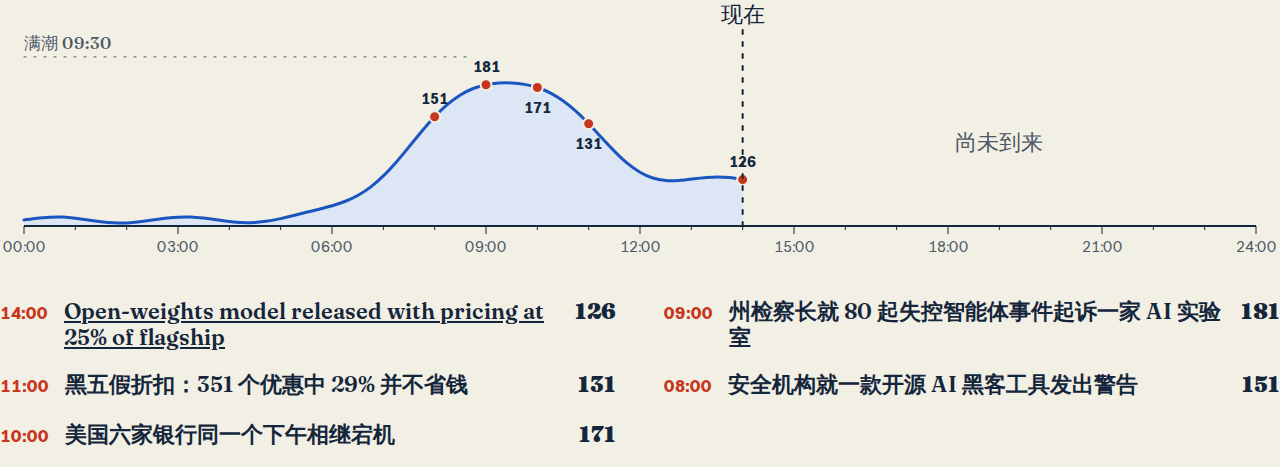 现在
满潮 09:30
181
151
171
131
126
尚未到来
00:00 03:00 06:00 09:00 12:00 15:00 18:00 21:00 24:00
14:00 Open-weights model released with pricing at
25% of flagship
126
11:00 黑五假折扣：351 个优惠中 29% 并不省钱 131
10:00 美国六家银行同一个下午相继宕机 171
09:00 州检察长就 80 起失控智能体事件起诉一家 AI 实验
室
181
08:00 安全机构就一款开源 AI 黑客工具发出警告 151